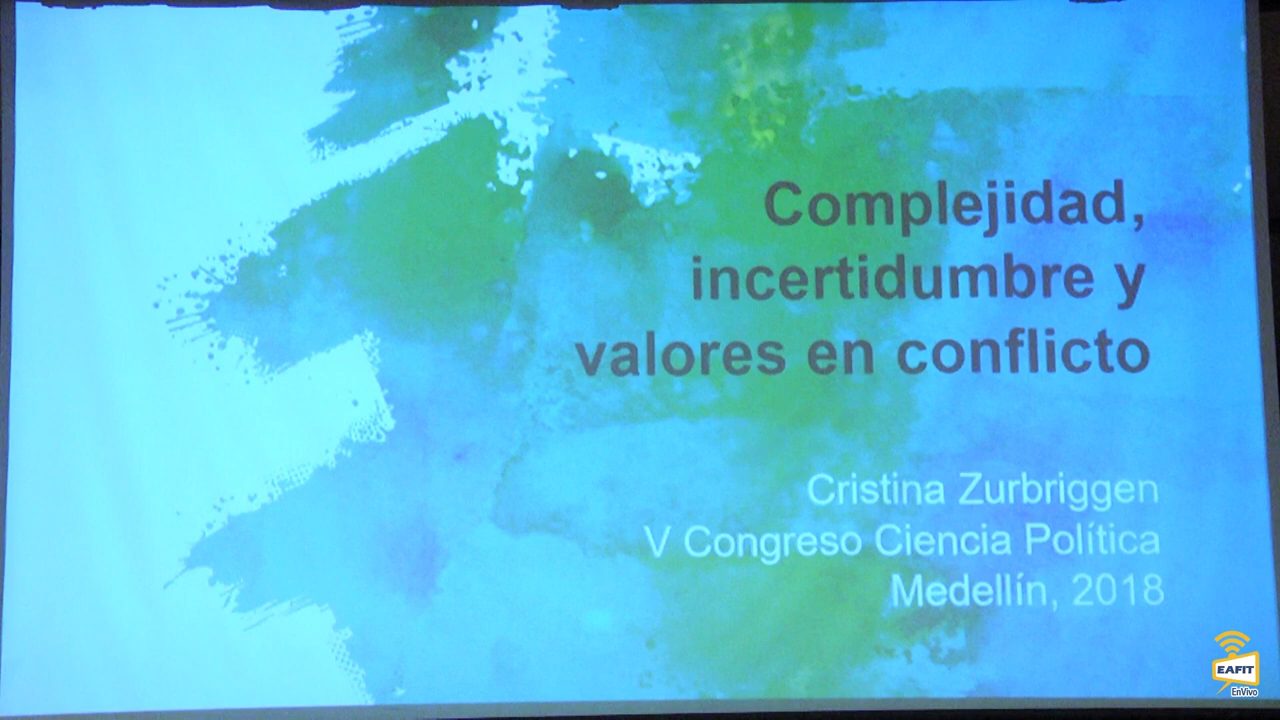 Complejidad,
incertidumbre y
valores en conflicto
Cristina Zurbriggen
V Congreso Ciencia Política
Medellín, 2018
EAFIT
EnVivo